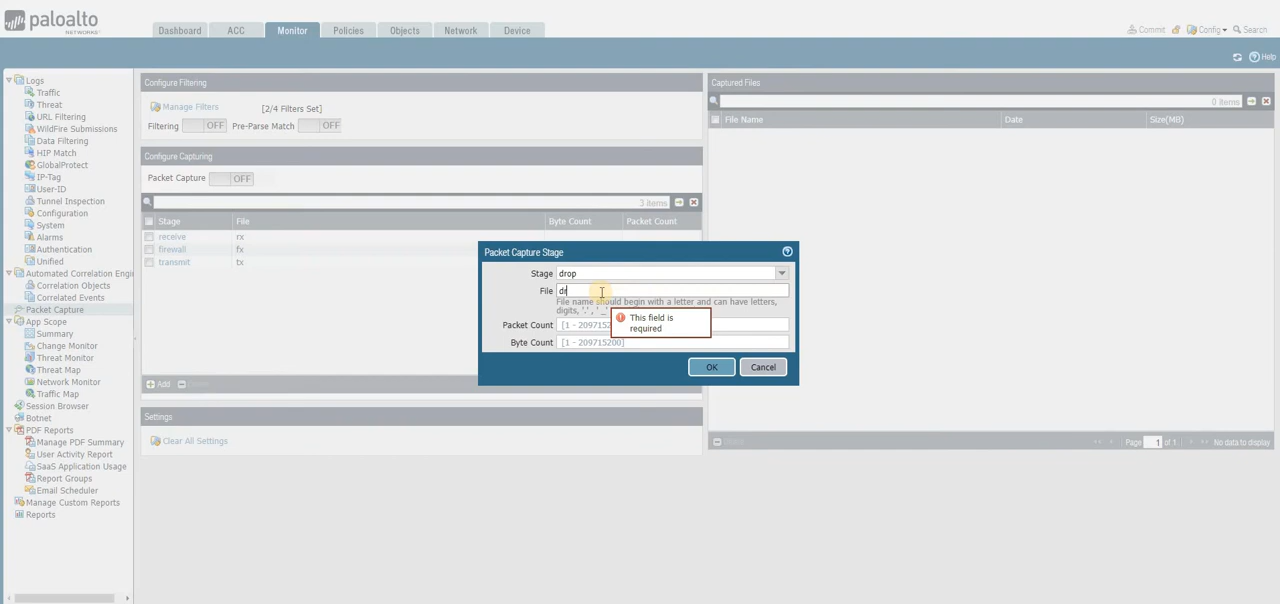 paloalto
NETWORKS
Dashboard ACC Monitor Policies Objects Network Device
Commit Config Search
Help
Logs
Traffic
Threat
URL Filtering
WildFire Submissions
Data Filtering
HIP Match
GlobalProtect
IP-Tag
User-ID
Tunnel Inspection
Configuration
System
Alarms
Authentication
Unified
Automated Correlation Engin
Correlation Objects
Correlated Events
Packet Capture
App Scope
Summary
Change Monitor
Threat Monitor
Threat Map
Network Monitor
Traffic Map
Session Browser
Botnet
PDF Reports
Manage PDF Summary
User Activity Report
SaaS Application Usage
Report Groups
Email Scheduler
Manage Custom Reports
Reports
Configure Filtering
Manage Filters [2/4 Filters Set]
Filtering OFF Pre-Parse Match OFF
Configure Capturing
Packet Capture OFF
3 items
Stage File Byte Count Packet Count
receive rx
firewall fx
transmit tx
Add
Settings
Clear All Settings
Packet Capture Stage
Stage drop
File dr
File name should begin with a letter and can have letters,
digits, '.', '_'
This field is
required
Packet Count [1 - 2097152
Byte Count [1 - 209715200]
OK Cancel
Captured Files
0 items
File Name Date Size(MB)
Page 1 of 1 No data to display